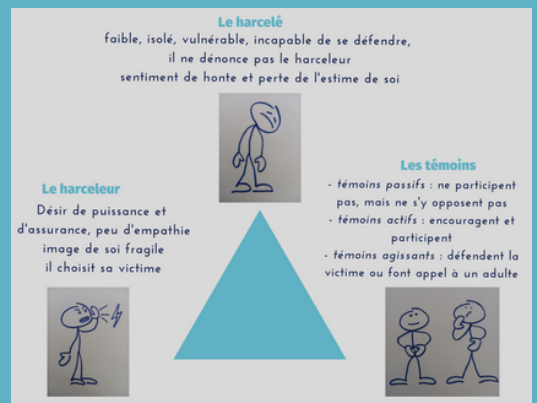 Le harcelé
faible, isolé, vulnérable, incapable de se défendre,
il ne dénonce pas le harceleur
sentiment de honte et perte de l'estime de soi
Le harceleur
Désir de puissance et
d'assurance, peu d'empathie
image de soi fragile
il choisit sa victime
Les témoins
- témoins passifs : ne participent
pas, mais ne s'y opposent pas
- témoins actifs : encouragent et
participent
- témoins agissants : défendent la
victime ou font appel à un adulte